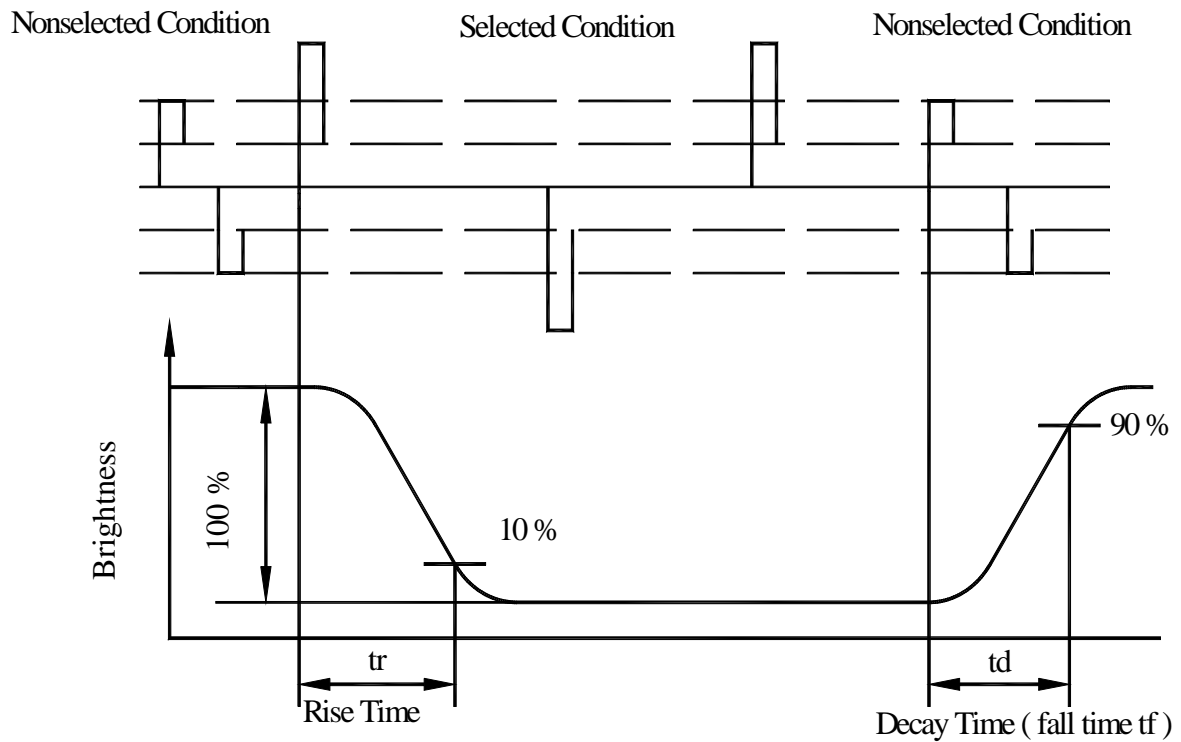 Nonselected Condition
Selected Condition
Nonselected Condition
Brightness
100 %
10 %
90 %
tr
Rise Time
td
Decay Time ( fall time tf )